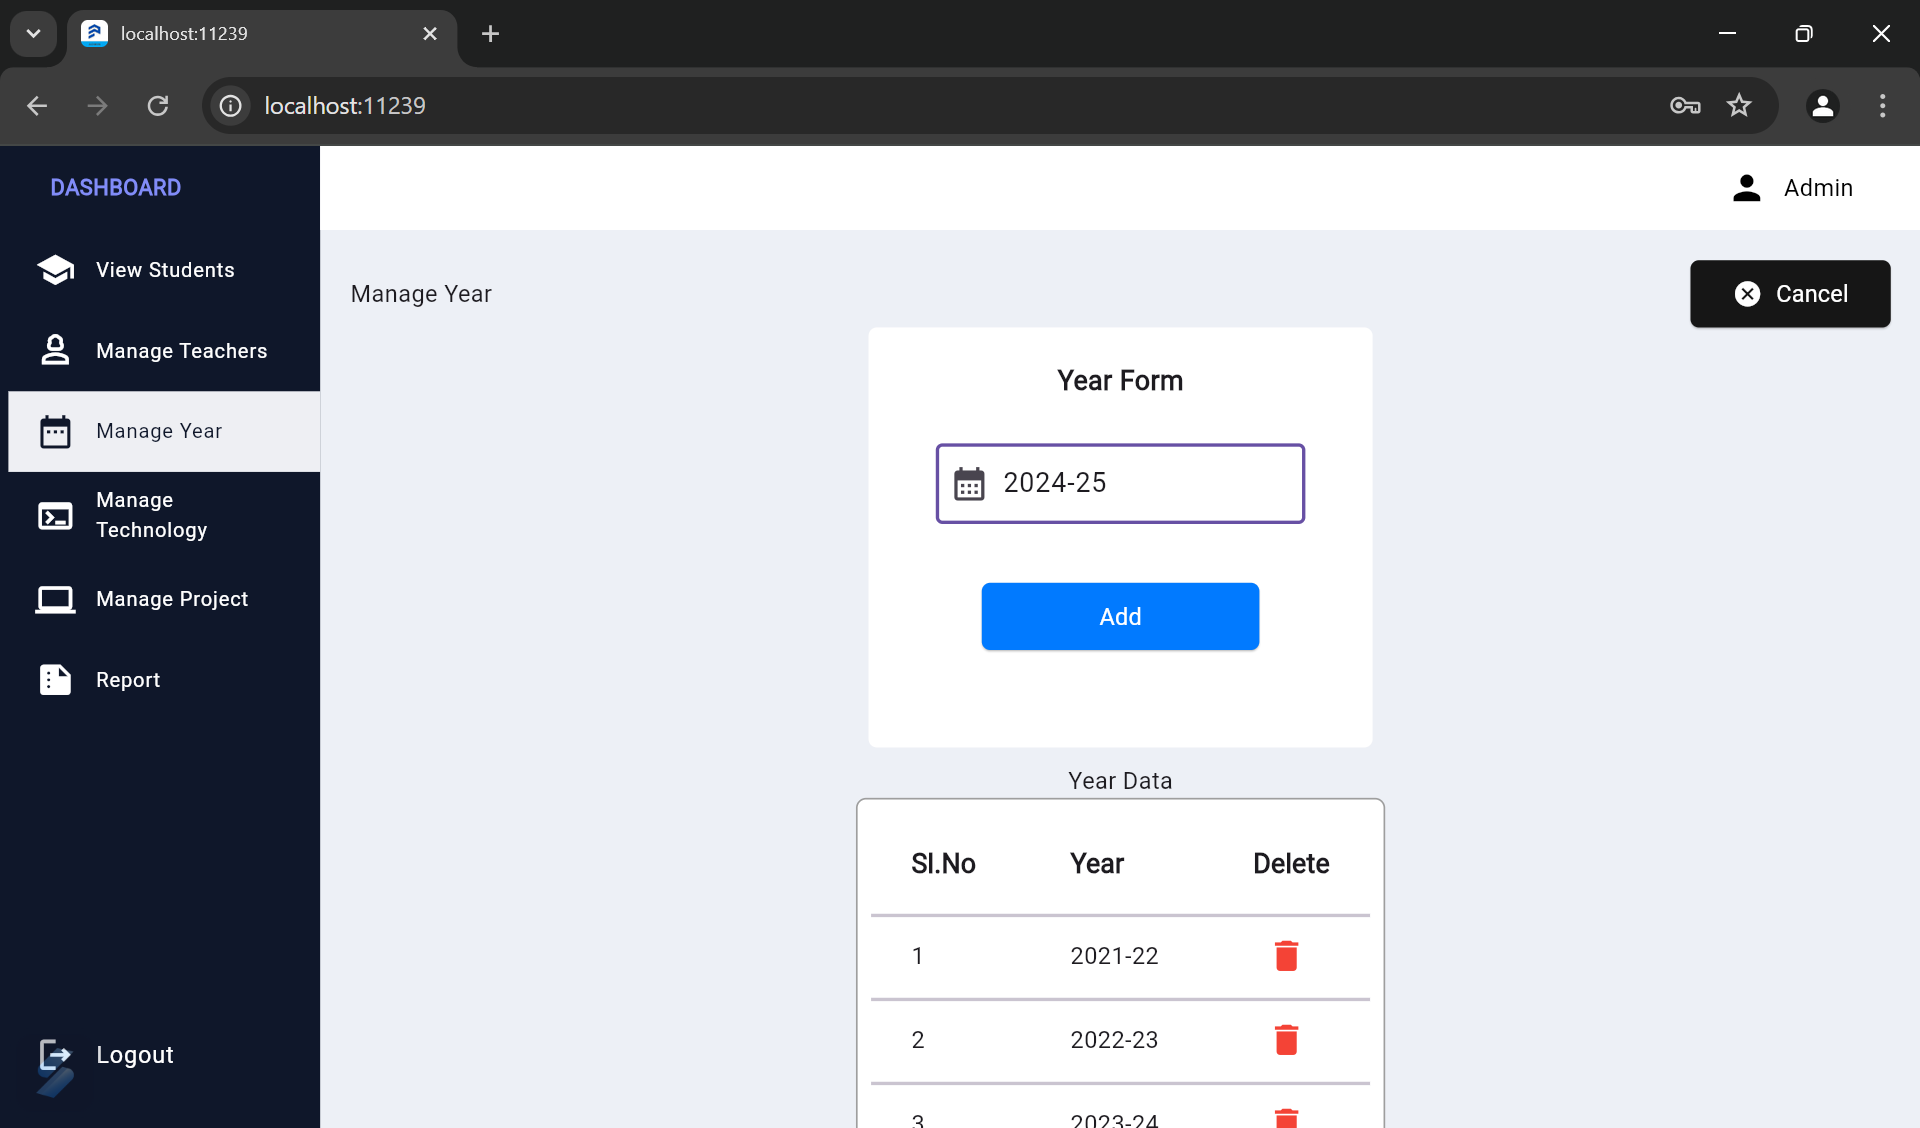 localhost:11239
localhost:11239
DASHBOARD
Admin
View Students
Manage Year
Cancel
Manage Teachers
Year Form
Manage Year
2024-25
Manage
Technology
Manage Project
Add
Report
Year Data
Sl.No Year Delete
1 2021-22
2 2022-23
Logout
3 2023-24